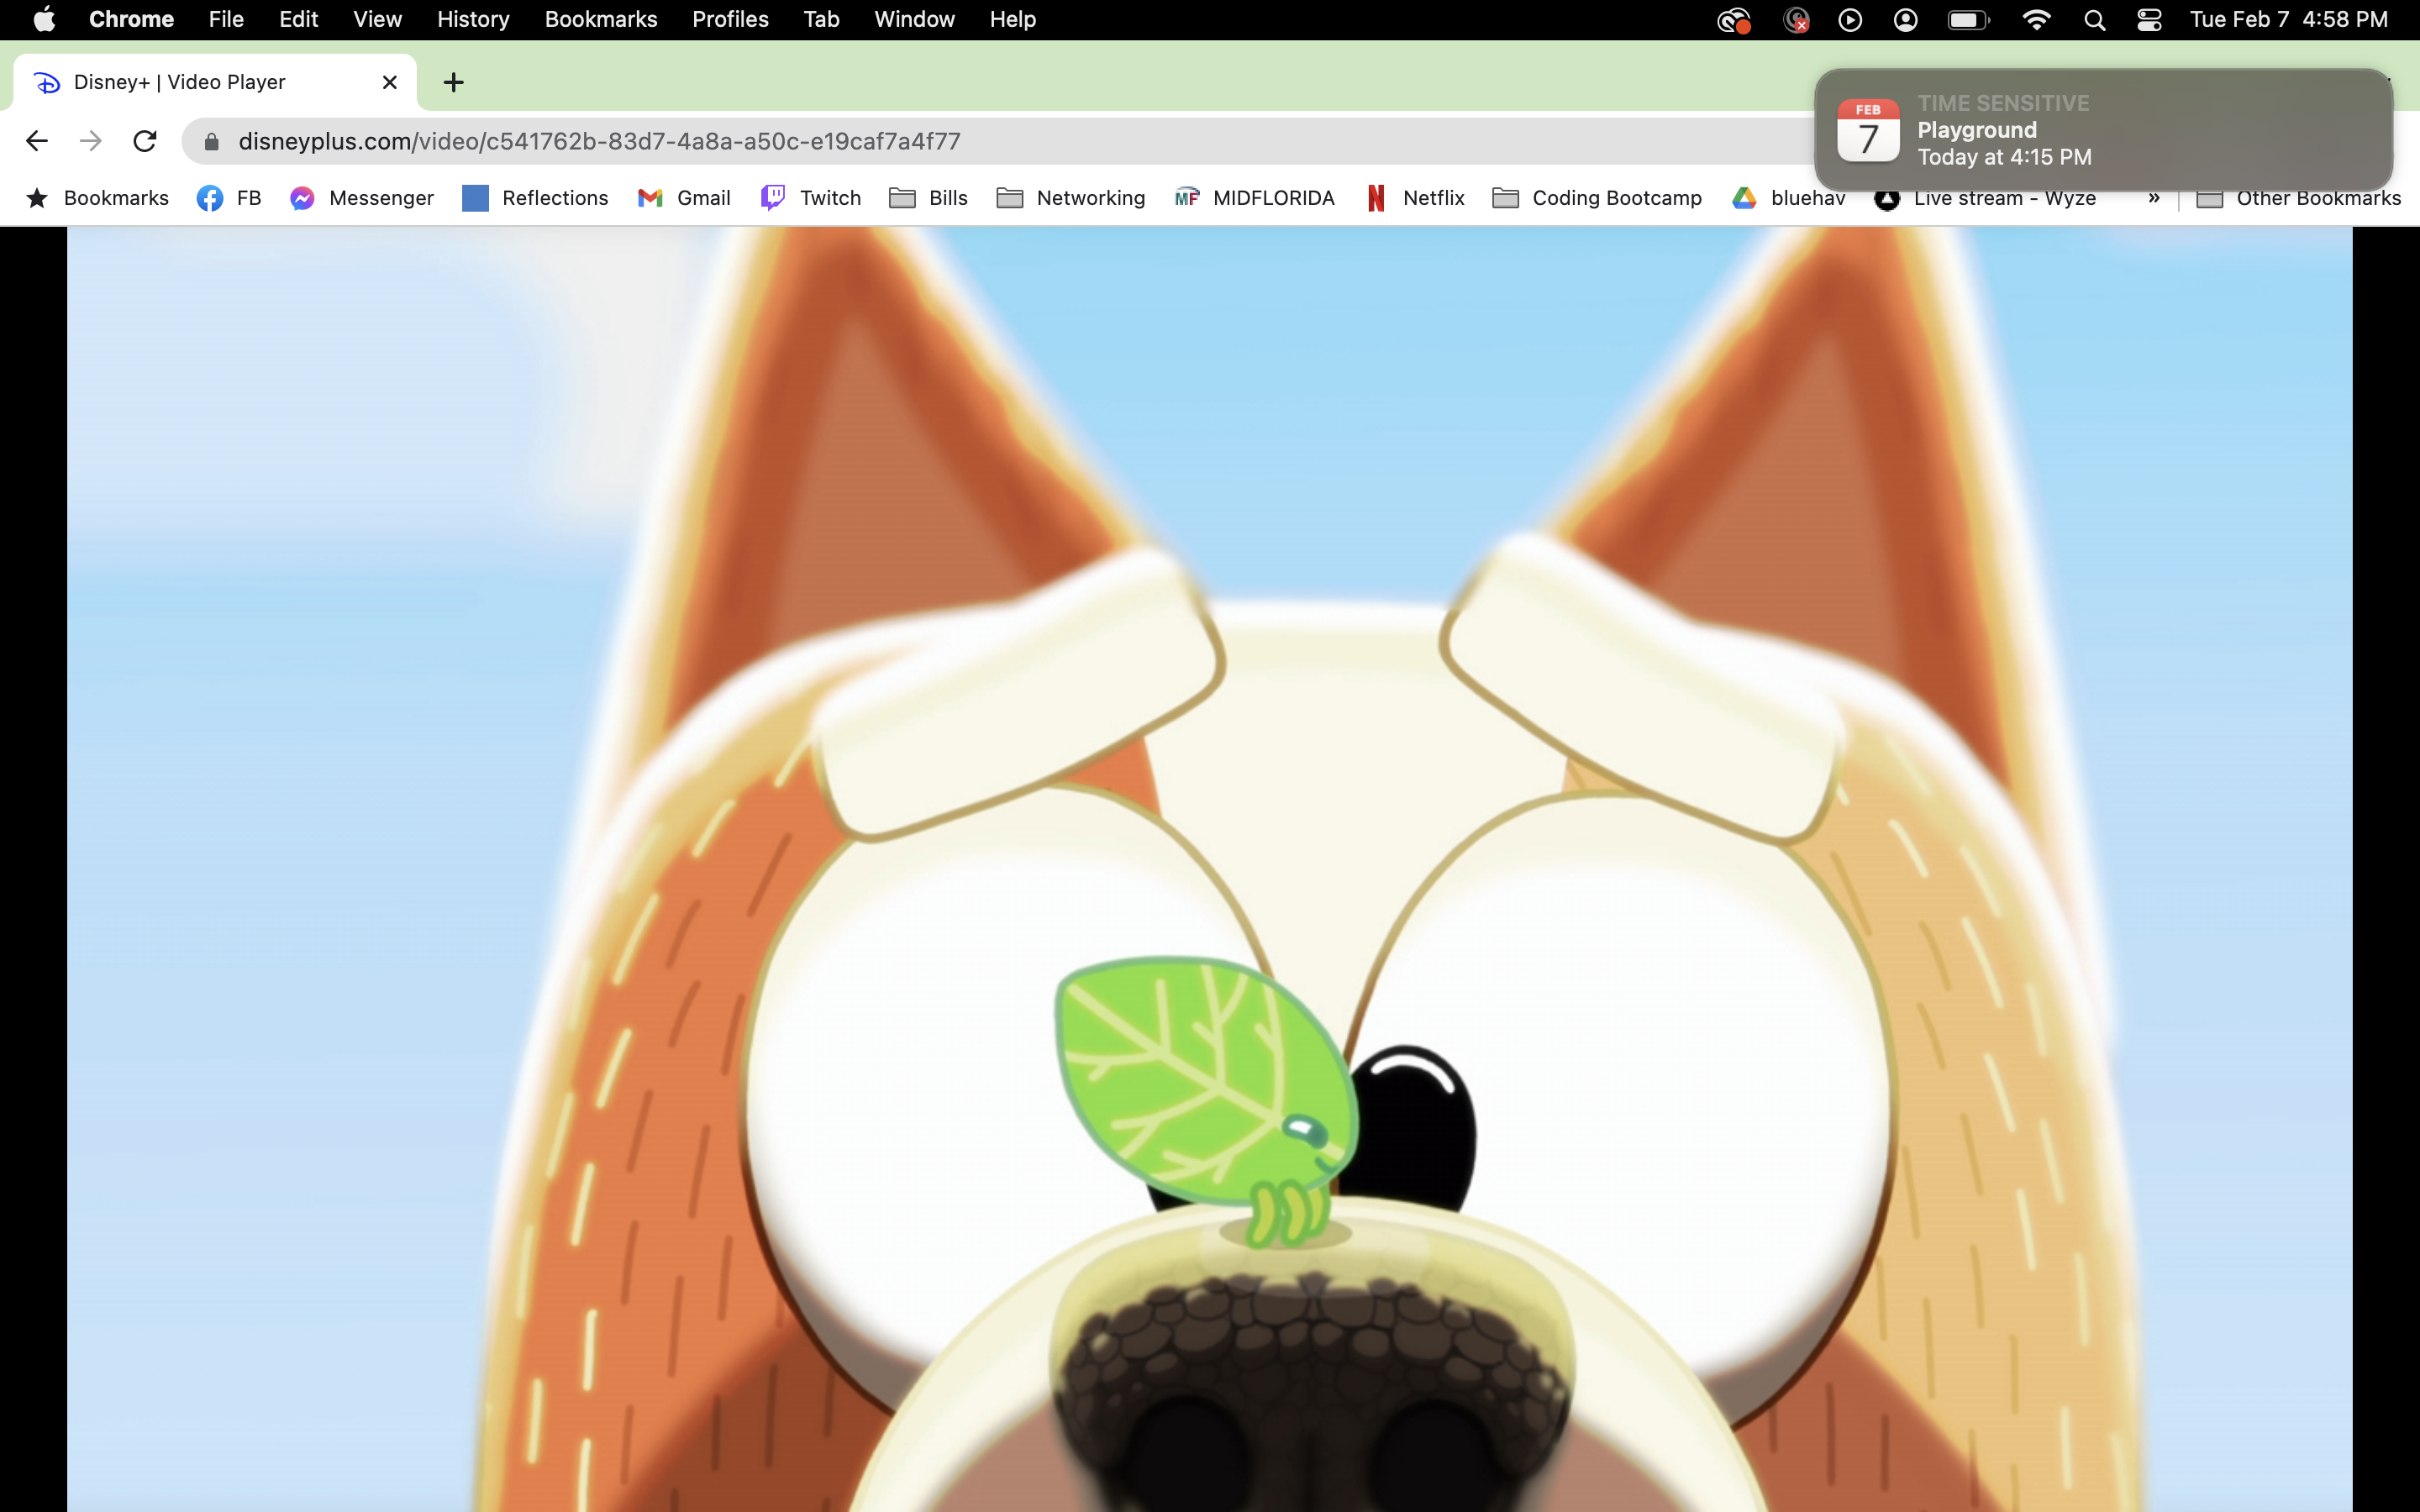 Chrome File Edit View History Bookmarks Profiles Tab Window Help Tue Feb 7 4:58 PM
Disney+ | Video Player
TIME SENSITIVE
FEB
7
Playground
Today at 4:15 PM
disneyplus.com/video/c541762b-83d7-4a8a-a50c-e19caf7a4f77
Bookmarks FB Messenger Reflections Gmail Twitch Bills Networking MF MIDFLORIDA Netflix Coding Bootcamp bluehav Live stream - Wyze » Other Bookmarks